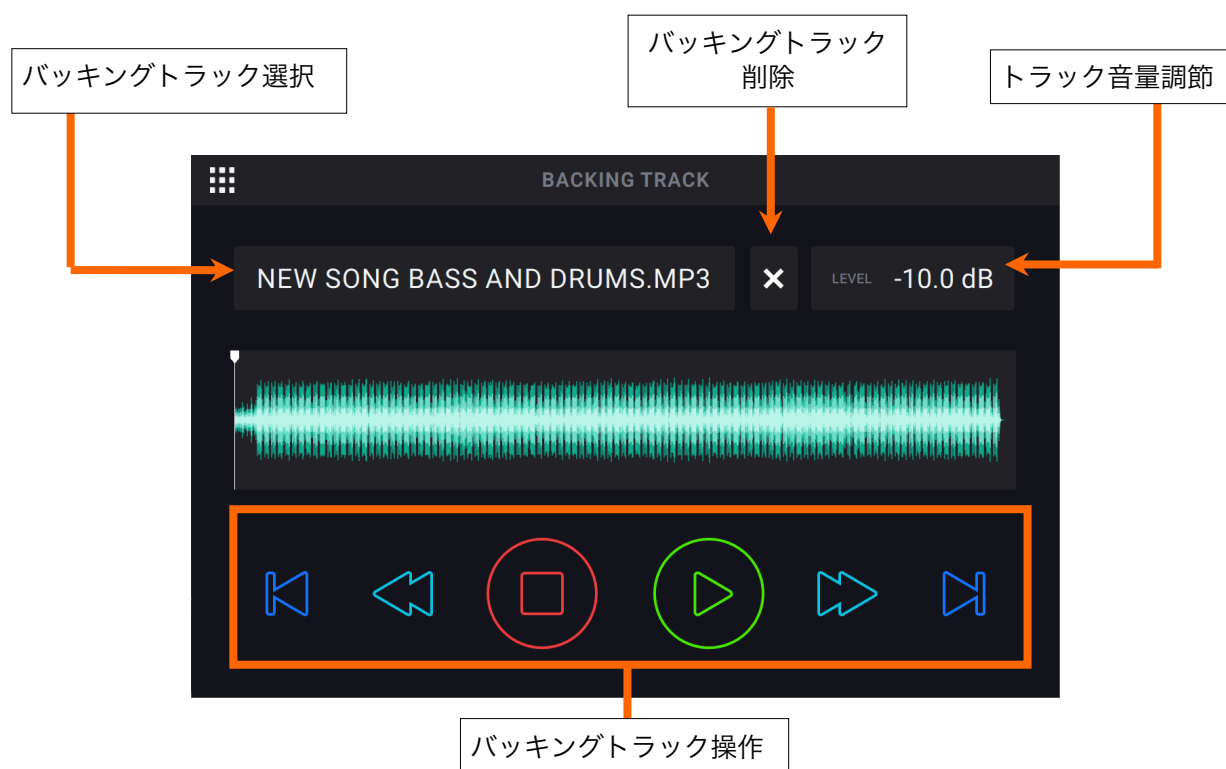 バッキングトラック
削除
バッキングトラック選択
トラック音量調節
BACKING TRACK
NEW SONG BASS AND DRUMS.MP3
LEVEL -10.0 dB
バッキングトラック操作